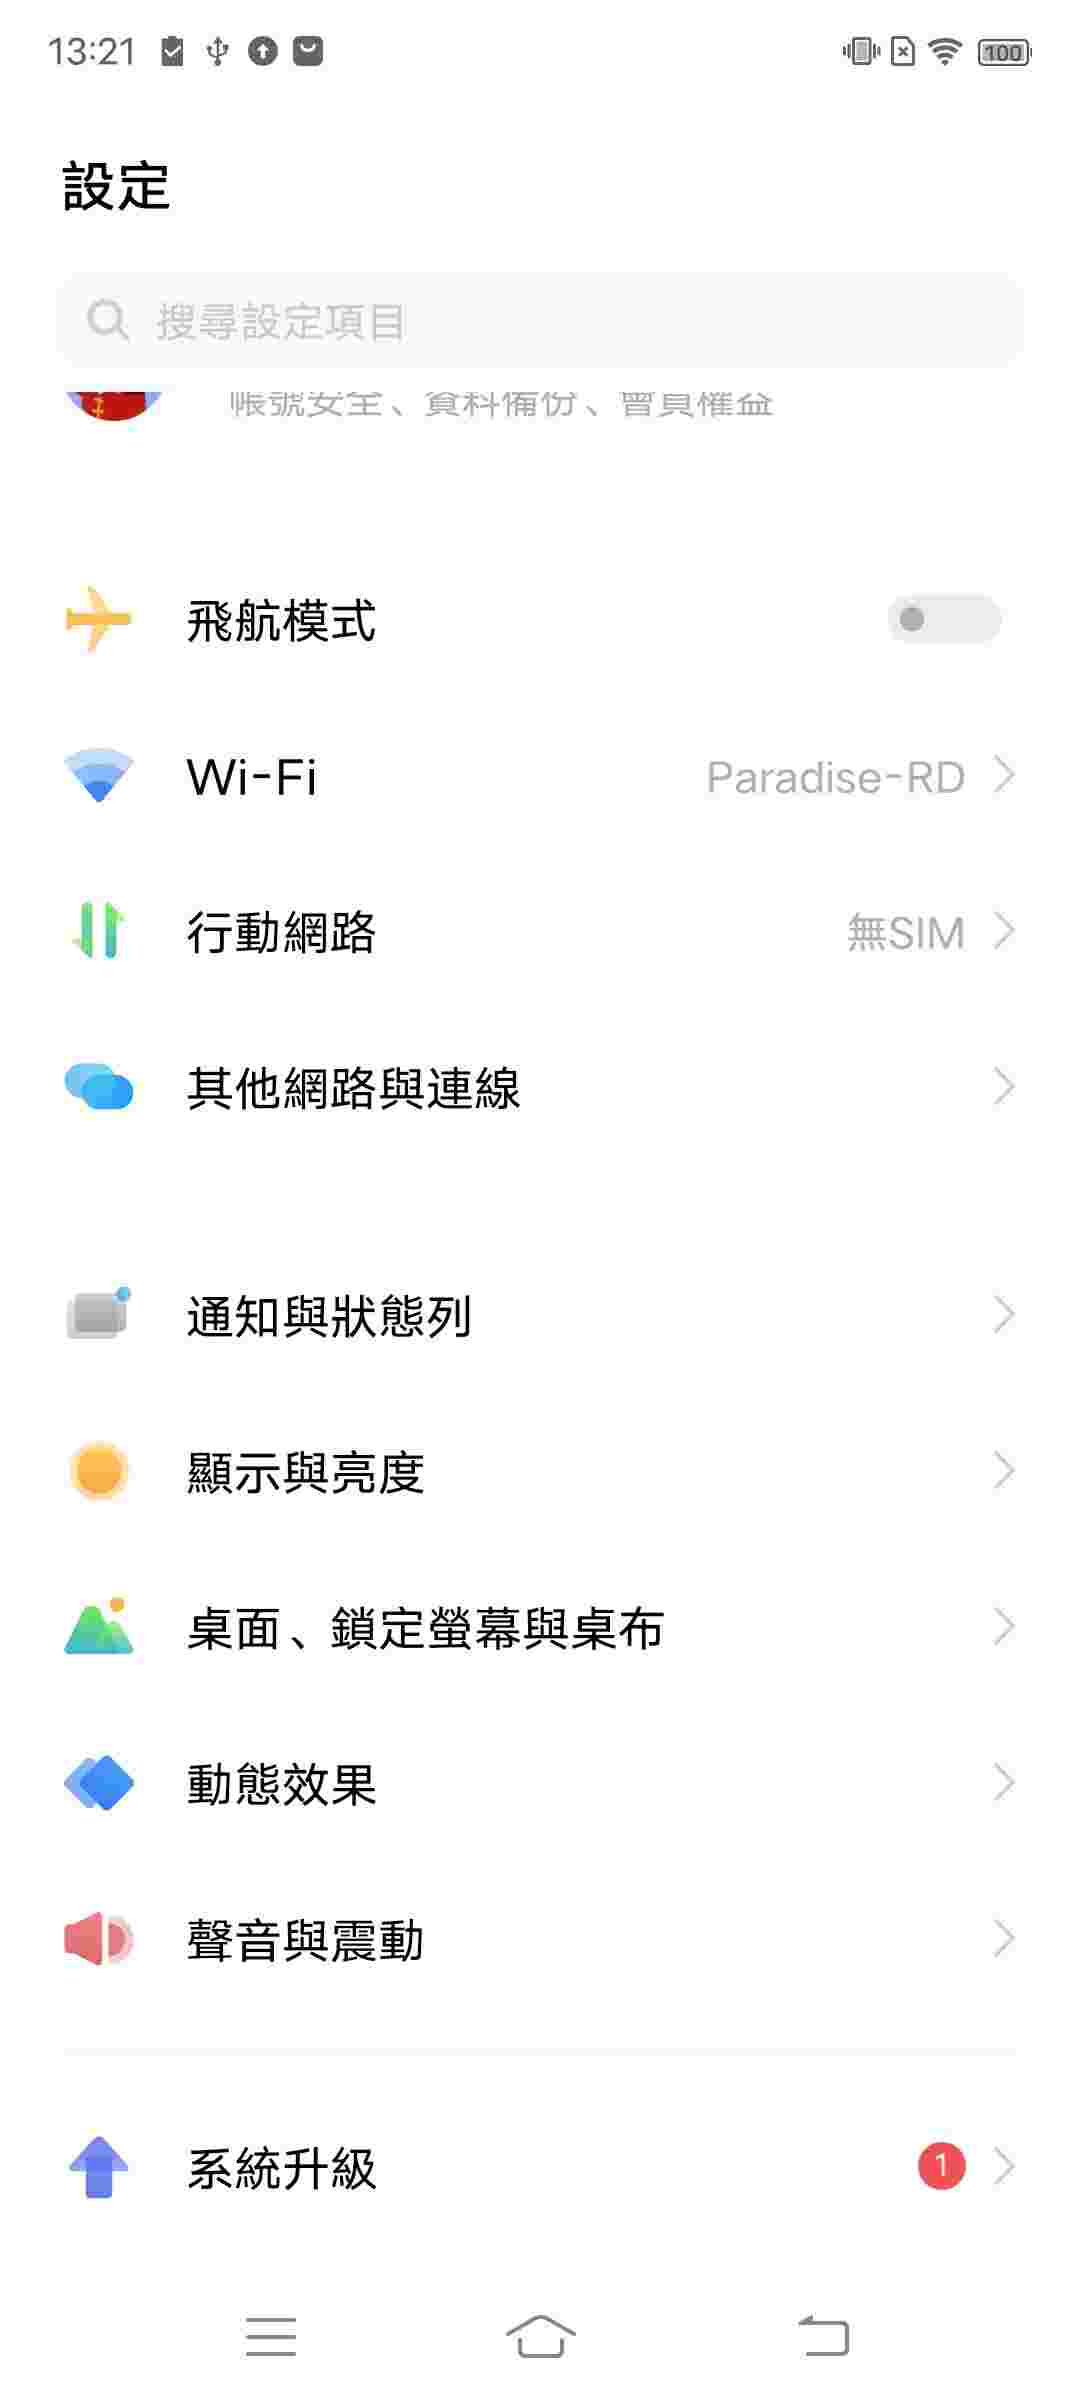 13:21
100
設定
搜尋設定項目
帳號安全、資料備份、會員權益
飛航模式
Wi-Fi
Paradise-RD
行動網路
無SIM
其他網路與連線
通知與狀態列
顯示與亮度
桌面、鎖定螢幕與桌布
動態效果
聲音與震動
系統升級
1